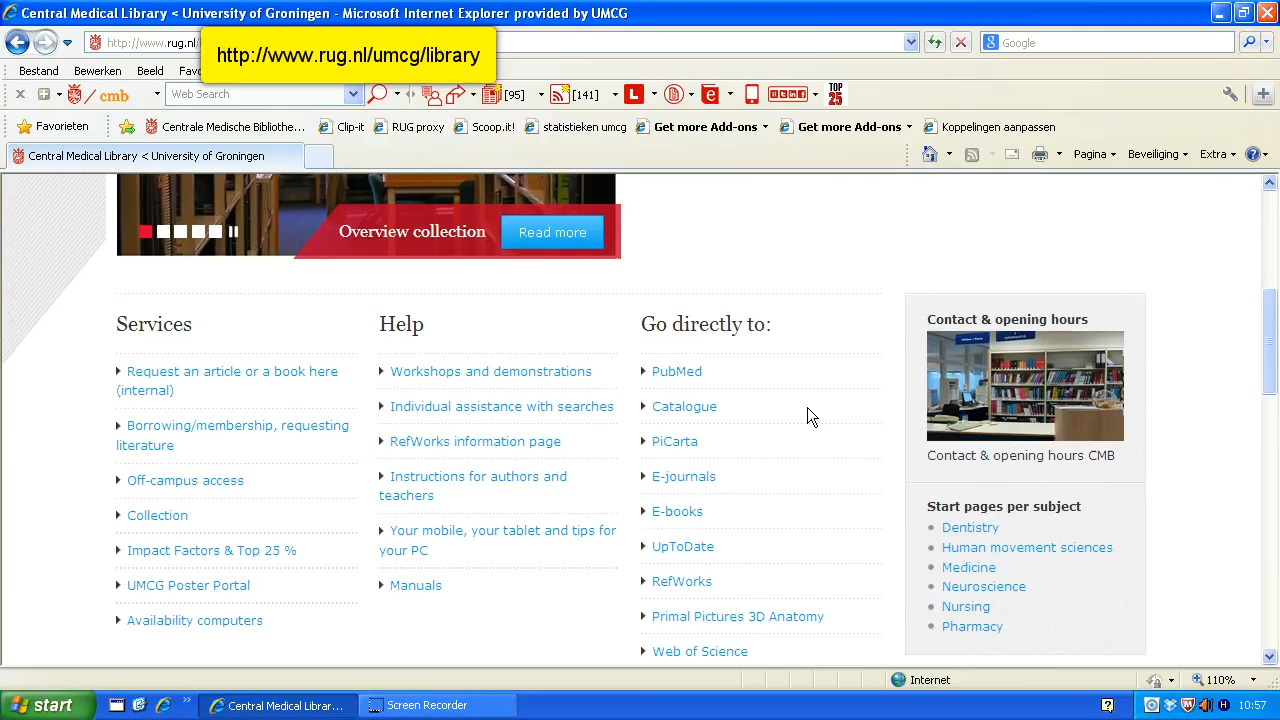 Central Medical Library < University of Groningen - Microsoft Internet Explorer provided by UMCG
http://www.rug.nl/
http://www.rug.nl/umcg/library
Google
Bestand Bewerken Beeld Fav
cmb Web Search [95] [141] L e TOP 25
Favorieten Centrale Medische Bibliothe... Clip-it RUG proxy Scoop.it! statistieken umcg Get more Add-ons Get more Add-ons Koppelingen aanpassen
Central Medical Library < University of Groningen
Pagina Beveiliging Extra
Overview collection Read more
Services
Request an article or a book here
(internal)
Borrowing/membership, requesting
literature
Off-campus access
Collection
Impact Factors & Top 25 %
UMCG Poster Portal
Availability computers
Help
Workshops and demonstrations
Individual assistance with searches
RefWorks information page
Instructions for authors and
teachers
Your mobile, your tablet and tips for
your PC
Manuals
Go directly to:
PubMed
Catalogue
PiCarta
E-journals
E-books
UpToDate
RefWorks
Primal Pictures 3D Anatomy
Web of Science
Contact & opening hours
Contact & opening hours CMB
Start pages per subject
Dentistry
Human movement sciences
Medicine
Neuroscience
Nursing
Pharmacy
Internet 110%
start Central Medical Librar... Screen Recorder 10:57